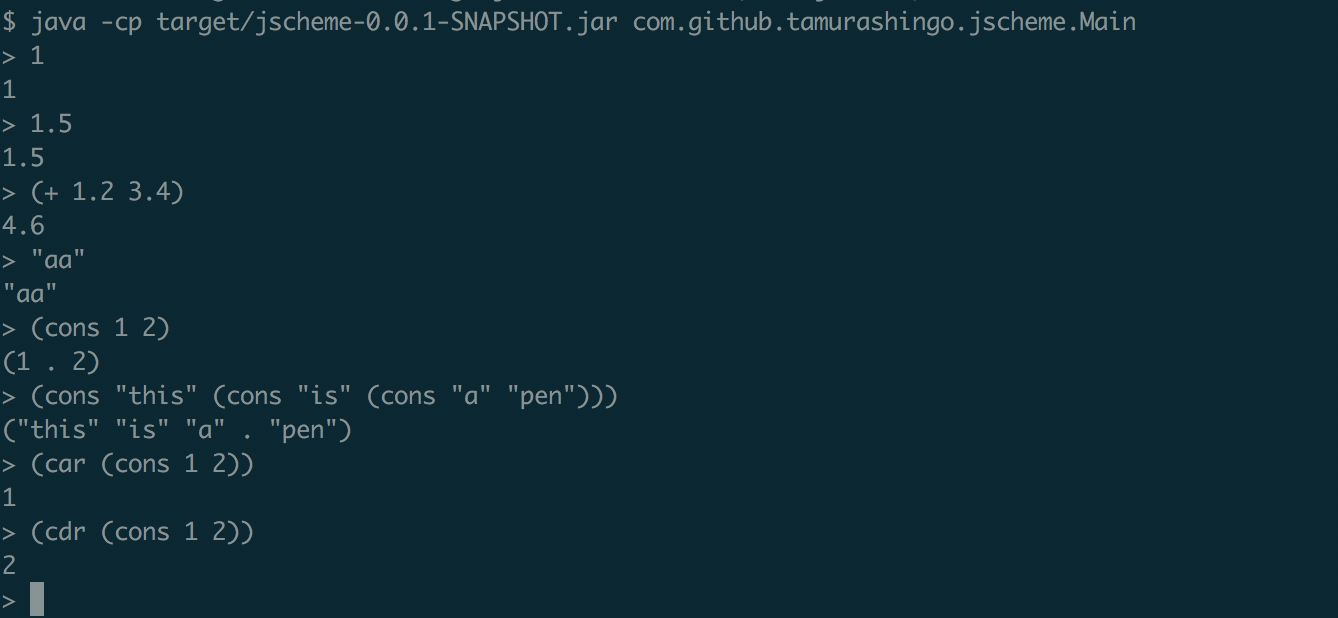 $ java -cp target/jscheme-0.0.1-SNAPSHOT.jar com.github.tamurashingo.jscheme.Main
> 1
1
> 1.5
1.5
> (+ 1.2 3.4)
4.6
> "aa"
"aa"
> (cons 1 2)
(1 . 2)
> (cons "this" (cons "is" (cons "a" "pen")))
("this" "is" "a" . "pen")
> (car (cons 1 2))
1
> (cdr (cons 1 2))
2
>